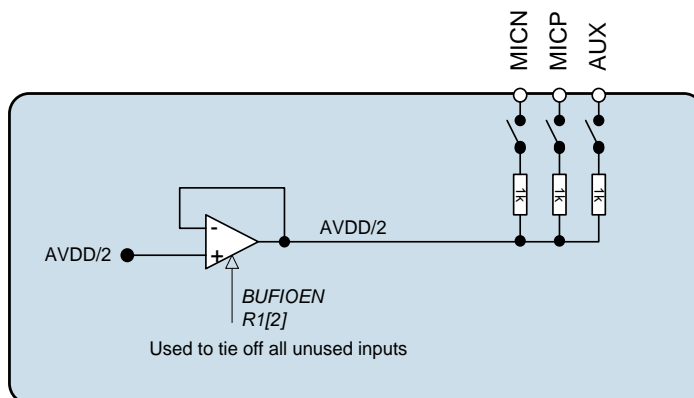 MICN
MICP
AUX
1k
1k
1k
-
+
AVDD/2
AVDD/2
BUFIOEN
R1[2]
Used to tie off all unused inputs